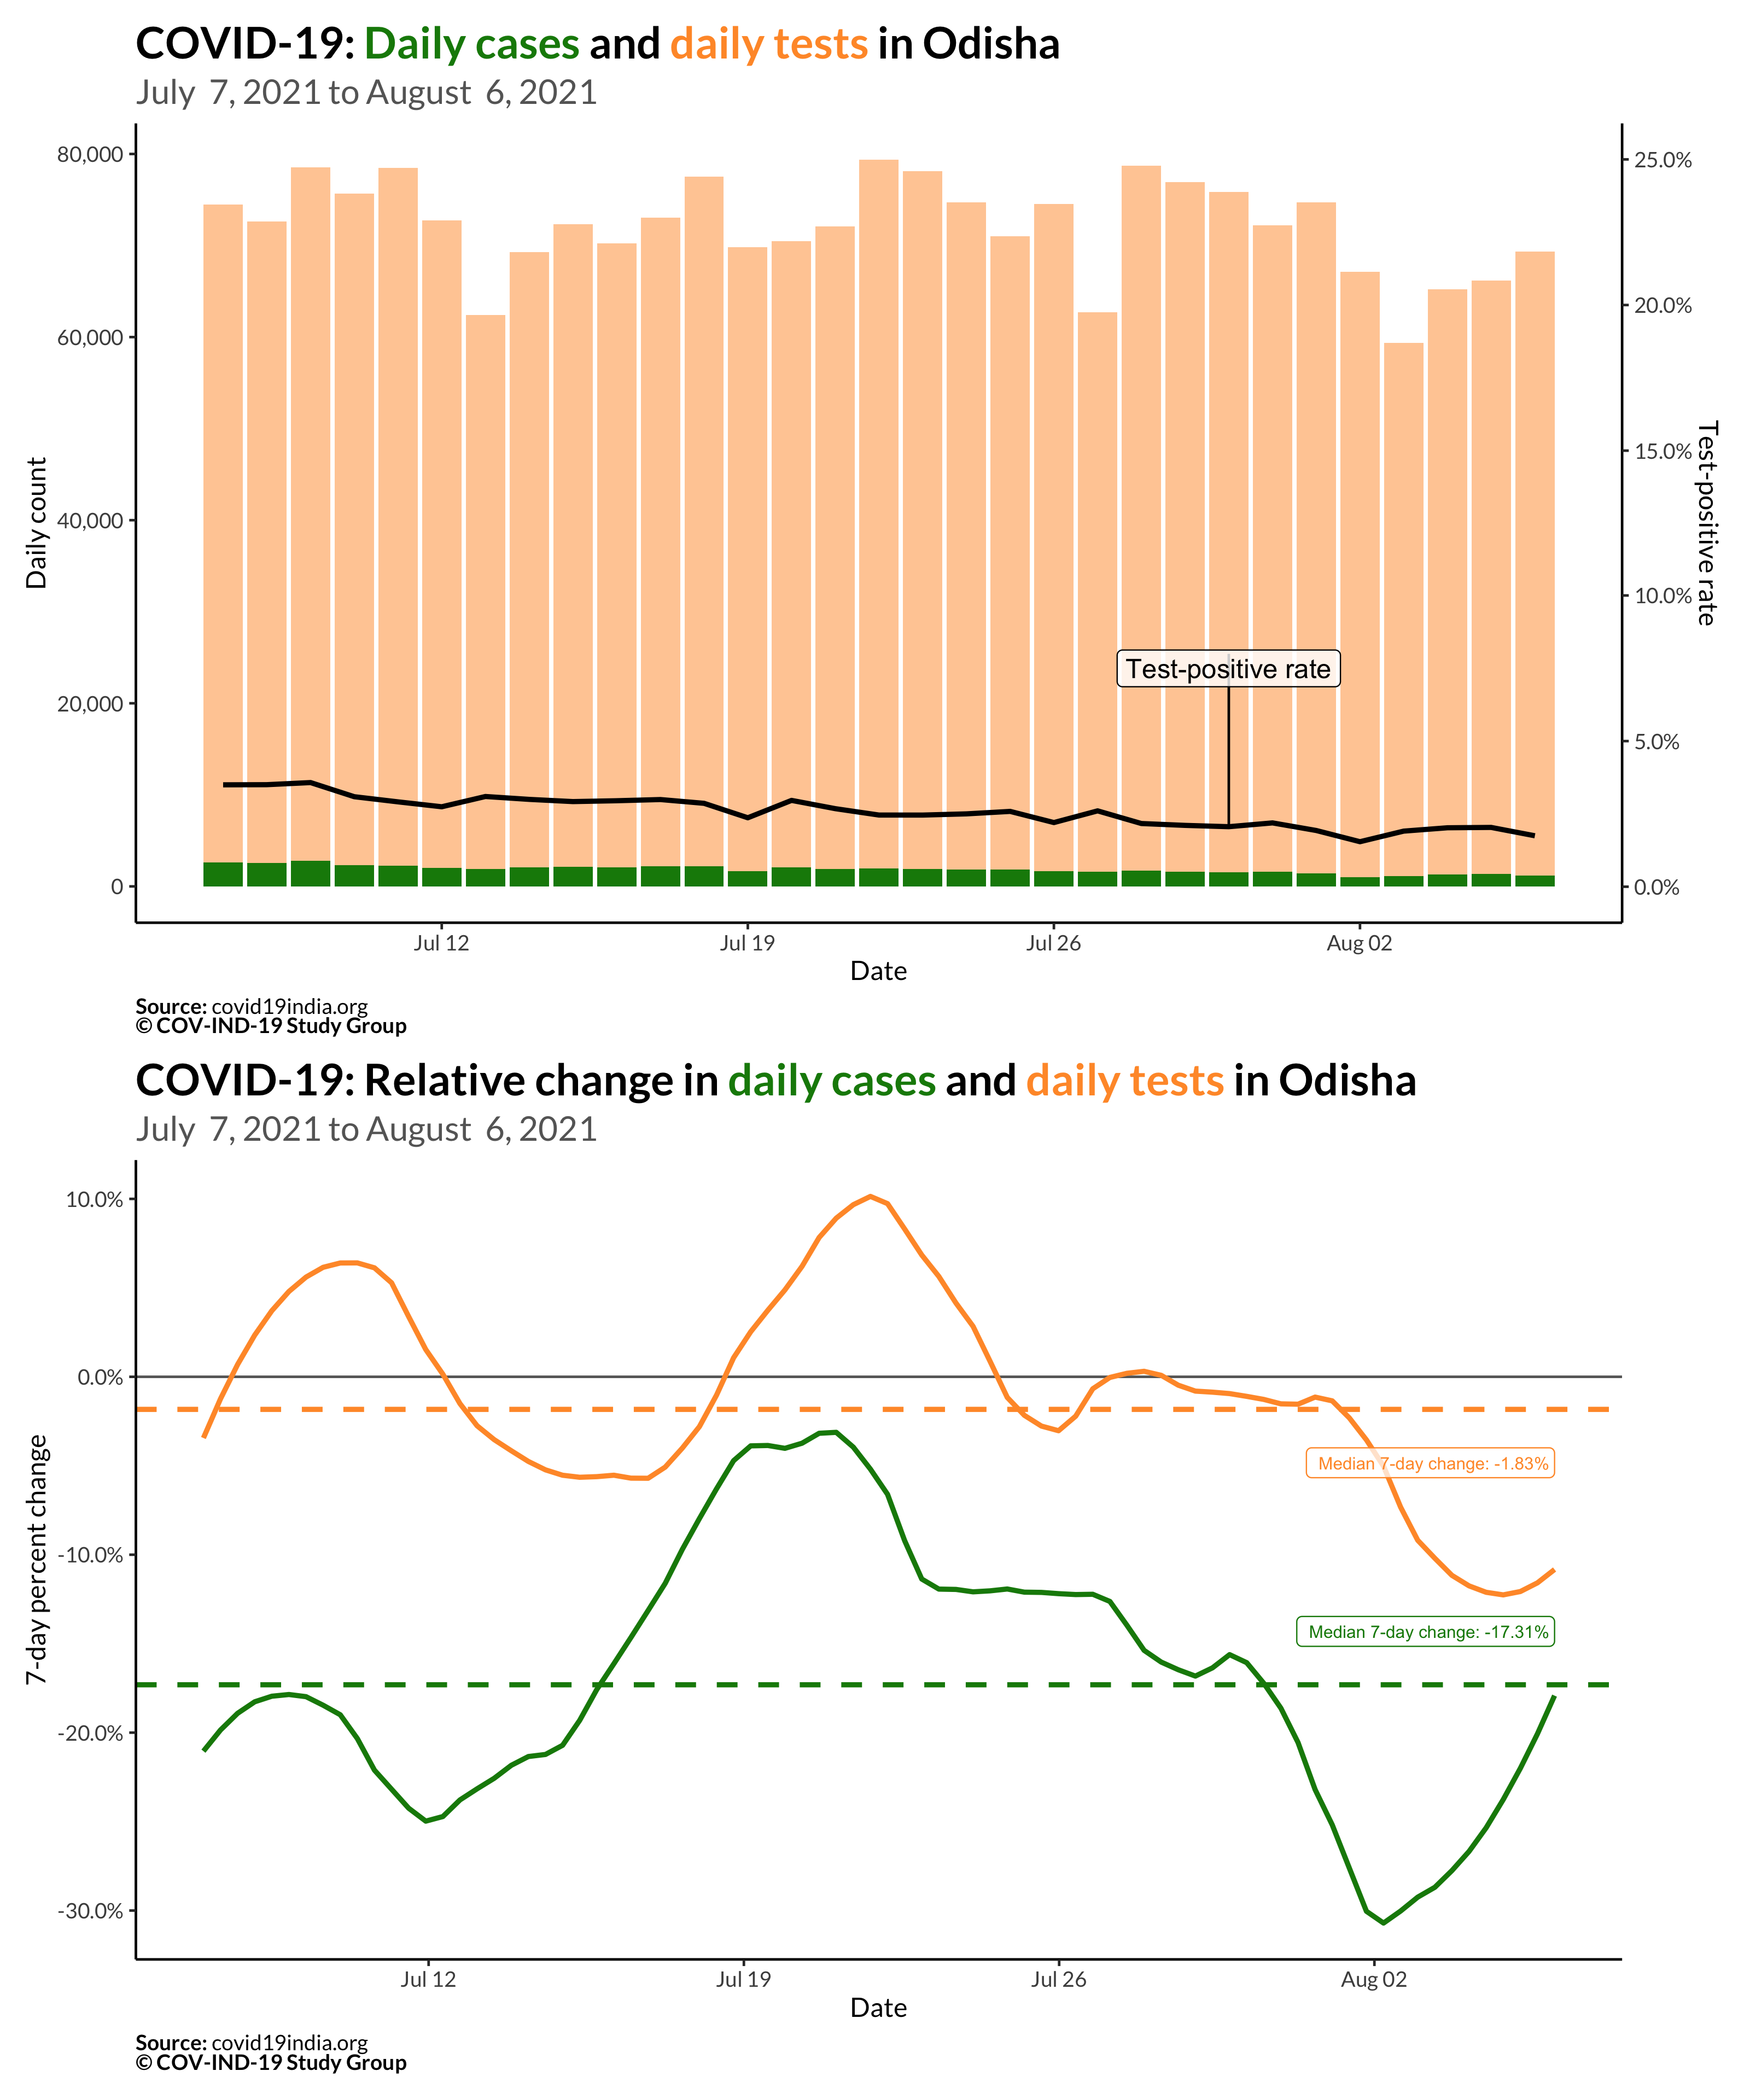 COVID-19: Daily cases and daily tests in Odisha
July 7, 2021 to August 6, 2021
80,000
60,000
40,000
20,000
0
Daily count
25.0%
20.0%
15.0%
10.0%
5.0%
0.0%
Test-positive rate
Test-positive rate
Jul 12
Jul 19
Jul 26
Aug 02
Date
Source: covid19india.org
© COV-IND-19 Study Group
COVID-19: Relative change in daily cases and daily tests in Odisha
July 7, 2021 to August 6, 2021
10.0%
0.0%
-10.0%
-20.0%
-30.0%
7-day percent change
Median 7-day change: -1.83%
Median 7-day change: -17.31%
Jul 12
Jul 19
Jul 26
Aug 02
Date
Source: covid19india.org
© COV-IND-19 Study Group